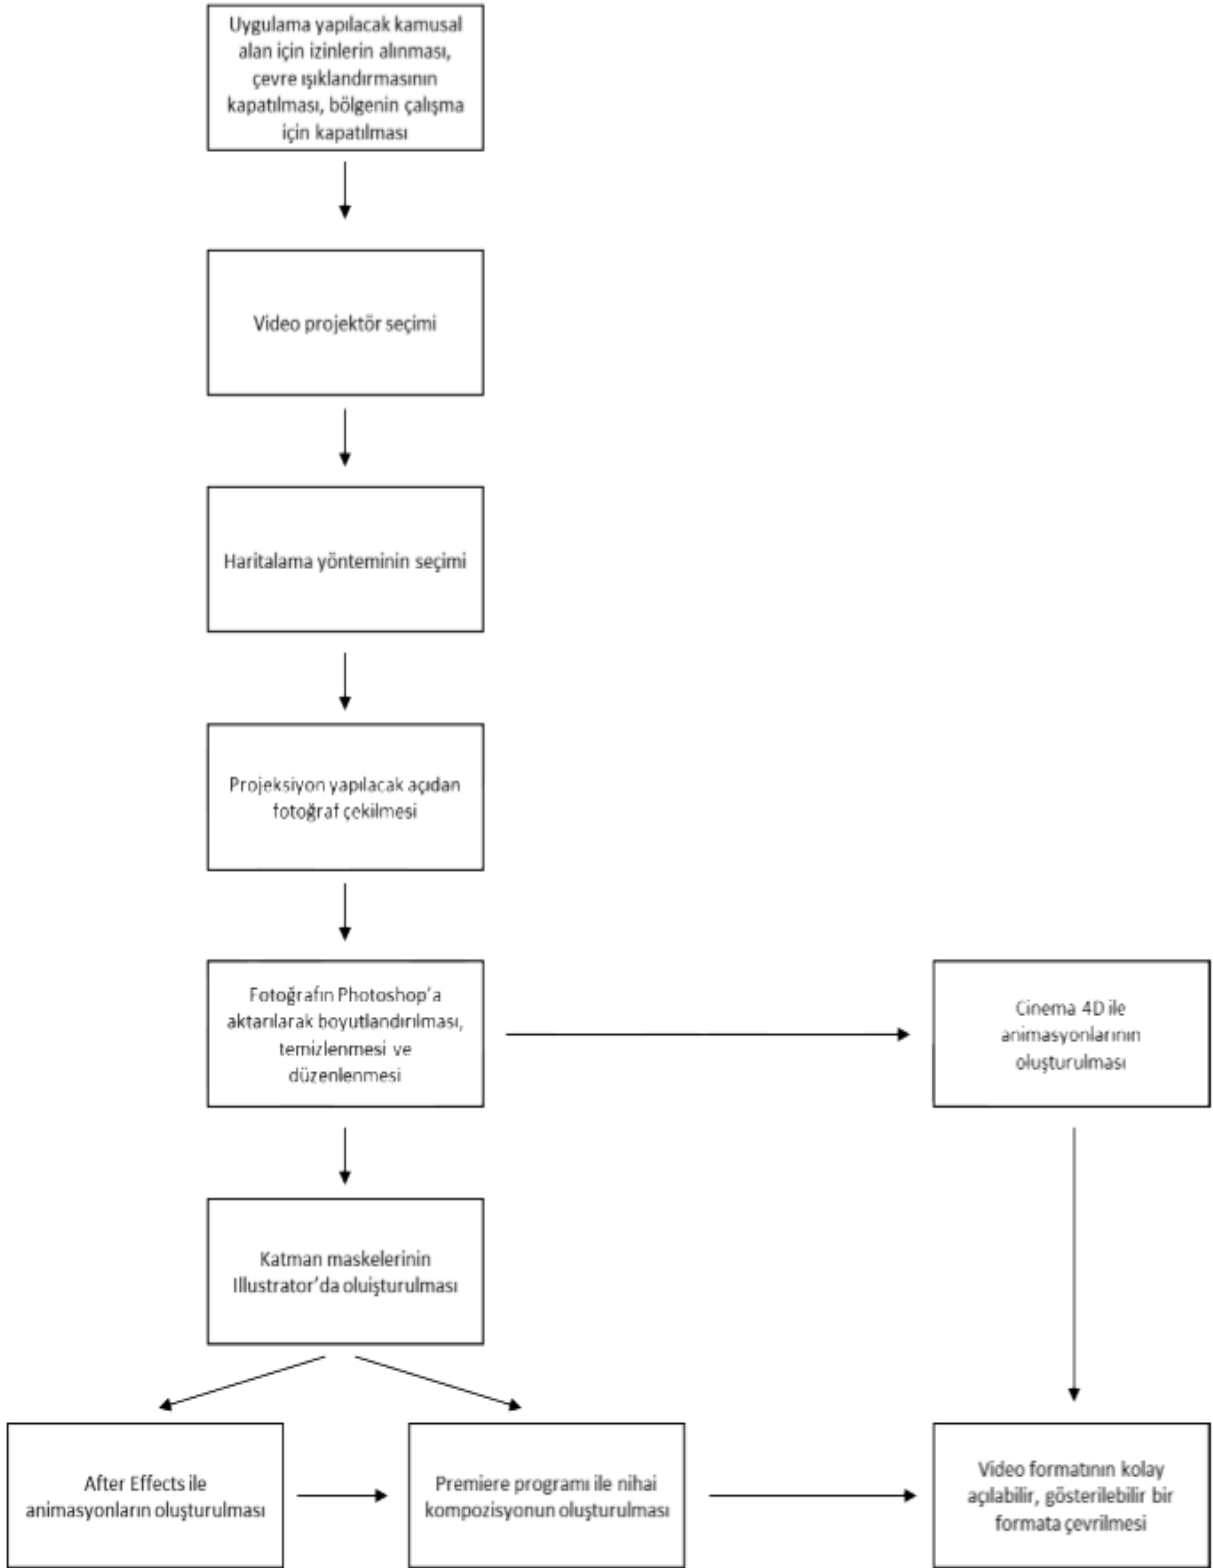 Uygulama yapılacak kamusal
alan için izinlerin alınması,
çevre ışıklandırmasının
kapatılması, bölgenin çalışma
için kapatılması
Video projektör seçimi
Haritalama yönteminin seçimi
Projeksiyon yapılacak açıdan
fotoğraf çekilmesi
Fotoğrafın Photoshop’a
aktarılarak boyutlandırılması,
temizlenmesi ve
düzenlenmesi
Cinema 4D ile
animasyonlarının
oluşturulması
Katman maskelerinin
Illustrator’da oluişturulması
After Effects ile
animasyonların oluşturulması
Premiere programı ile nihai
kompozisyonun oluşturulması
Video formatının kolay
açılabilir, gösterilebilir bir
formata çevrilmesi